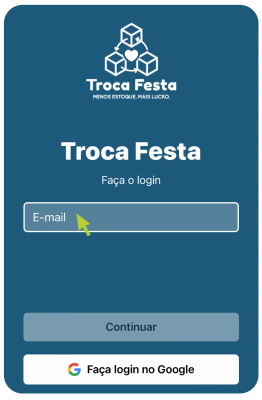 Troca Festa
MENOS ESTOQUE, MAIS LUCRO.
Troca Festa
Faça o login
E-mail
Continuar
Faça login no Google